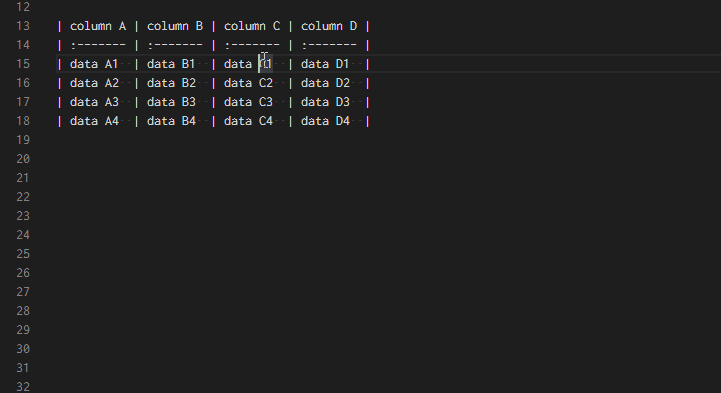 12
13 | column A | column B | column C | column D |
14 | :------- | :------- | :------- | :------- |
15 | data A1 | data B1 | data C1 | data D1 |
16 | data A2 | data B2 | data C2 | data D2 |
17 | data A3 | data B3 | data C3 | data D3 |
18 | data A4 | data B4 | data C4 | data D4 |
19
20
21
22
23
24
25
26
27
28
29
30
31
32